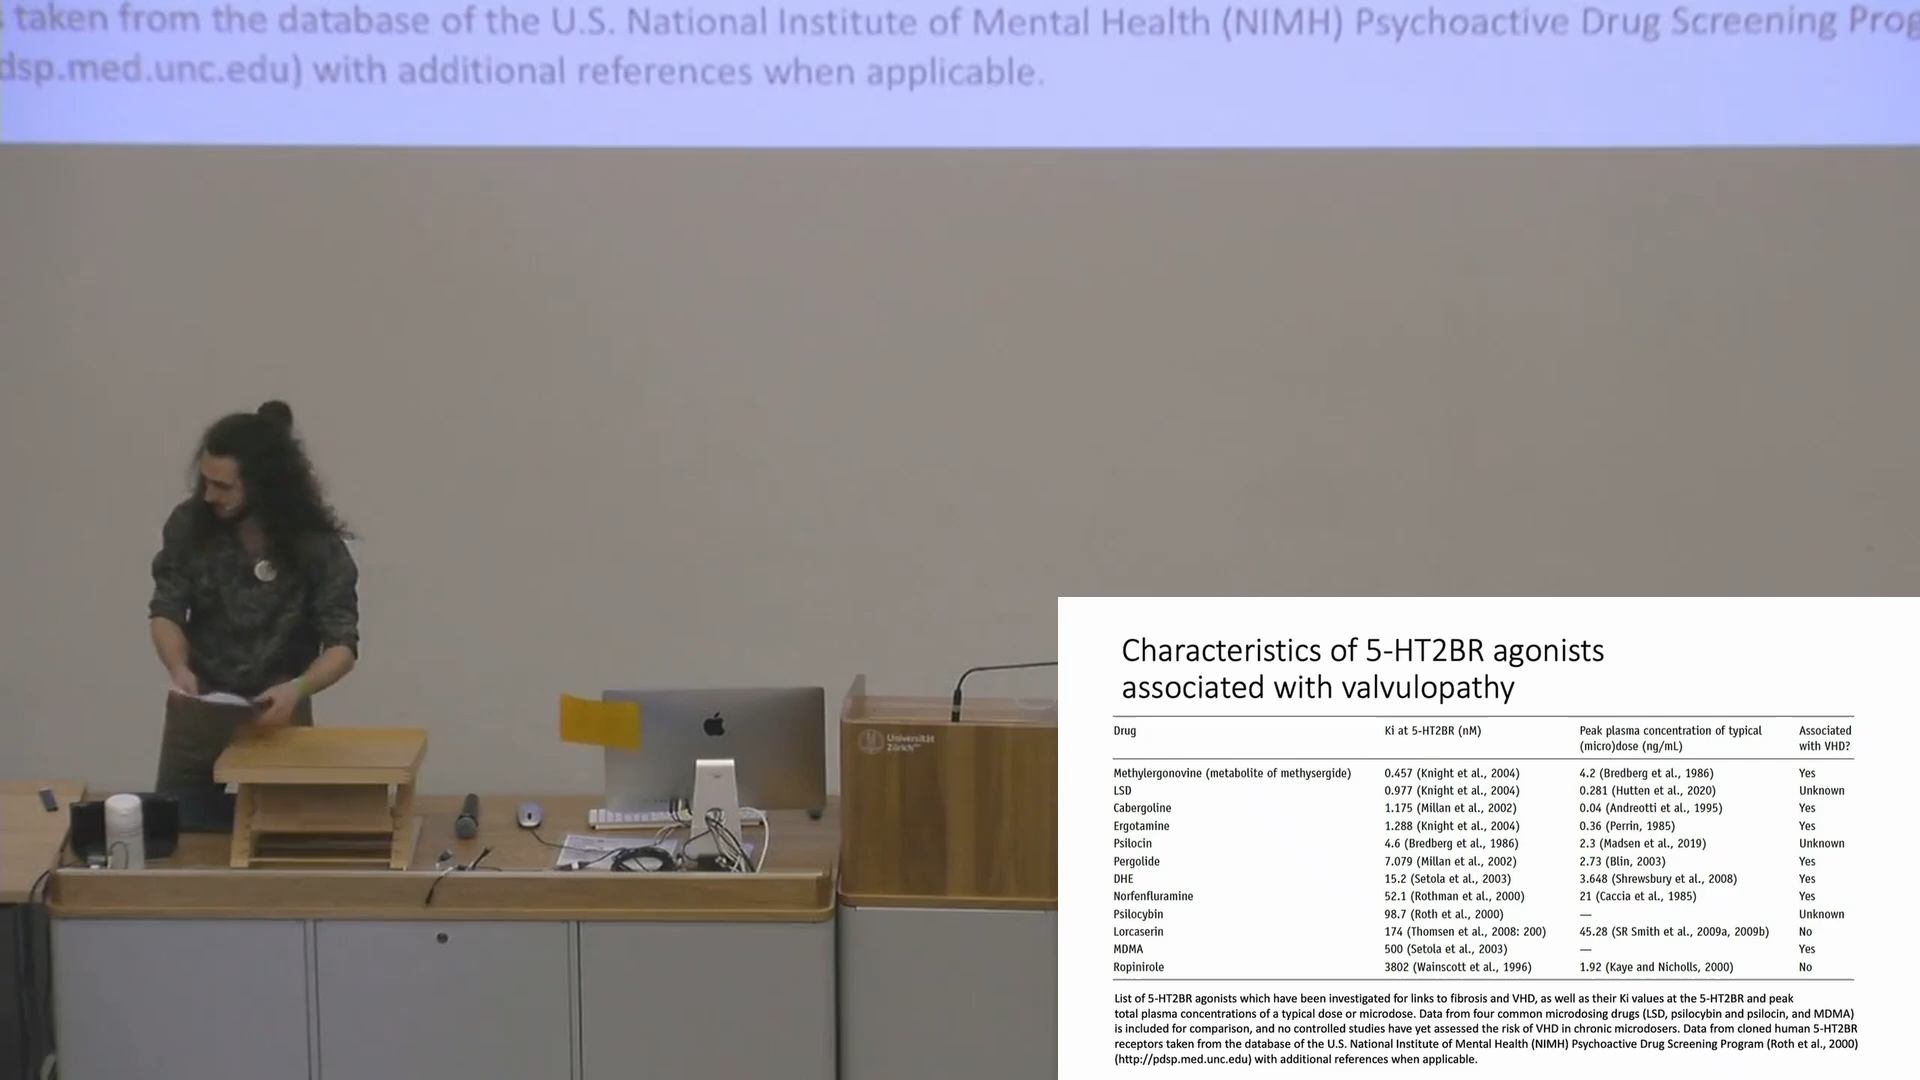 taken from the database of the U.S. National Institute of Mental Health (NIMH) Psychoactive Drug Screening Prog
dsp.med.unc.edu) with additional references when applicable.
Universität
Zürich
Characteristics of 5-HT2BR agonists
associated with valvulopathy
Drug Ki at 5-HT2BR (nM) Peak plasma concentration of typical (micro)dose (ng/mL) Associated with VHD?
Methylergonovine (metabolite of methysergide) 0.457 (Knight et al., 2004) 4.2 (Bredberg et al., 1986) Yes
LSD 0.977 (Knight et al., 2004) 0.281 (Hutten et al., 2020) Unknown
Cabergoline 1.175 (Millan et al., 2002) 0.04 (Andreotti et al., 1995) Yes
Ergotamine 1.288 (Knight et al., 2004) 0.36 (Perrin, 1985) Yes
Psilocin 4.6 (Bredberg et al., 1986) 2.3 (Madsen et al., 2019) Unknown
Pergolide 7.079 (Millan et al., 2002) 2.73 (Blin, 2003) Yes
DHE 15.2 (Setola et al., 2003) 3.648 (Shrewsbury et al., 2008) Yes
Norfenfluramine 52.1 (Rothman et al., 2000) 21 (Caccia et al., 1985) Yes
Psilocybin 98.7 (Roth et al., 2000) — Unknown
Lorcaserin 174 (Thomsen et al., 2008: 200) 45.28 (SR Smith et al., 2009a, 2009b) No
MDMA 500 (Setola et al., 2003) — Yes
Ropinirole 3802 (Wainscott et al., 1996) 1.92 (Kaye and Nicholls, 2000) No
List of 5-HT2BR agonists which have been investigated for links to fibrosis and VHD, as well as their Ki values at the 5-HT2BR and peak
total plasma concentrations of a typical dose or microdose. Data from four common microdosing drugs (LSD, psilocybin and psilocin, and MDMA)
is included for comparison, and no controlled studies have yet assessed the risk of VHD in chronic microdosers. Data from cloned human 5-HT2BR
receptors taken from the database of the U.S. National Institute of Mental Health (NIMH) Psychoactive Drug Screening Program (Roth et al., 2000)
(http://pdsp.med.unc.edu) with additional references when applicable.